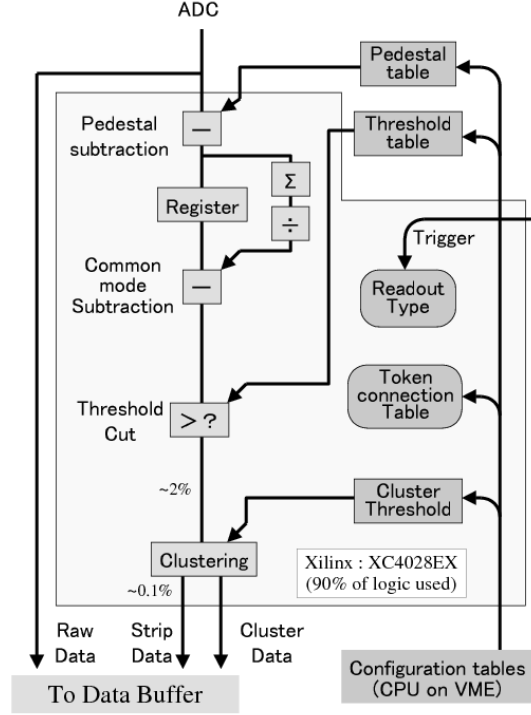 ADC
Pedestal
table
Pedestal
subtraction
—
Threshold
table
Σ
Register
÷
Trigger
Common
mode
Subtraction
—
Readout
Type
Token
connection
Table
Threshold
Cut
> ?
~2%
Cluster
Threshold
Clustering
Xilinx : XC4028EX
(90% of logic used)
~0.1%
Raw
Data
Strip
Data
Cluster
Data
To Data Buffer
Configuration tables
(CPU on VME)